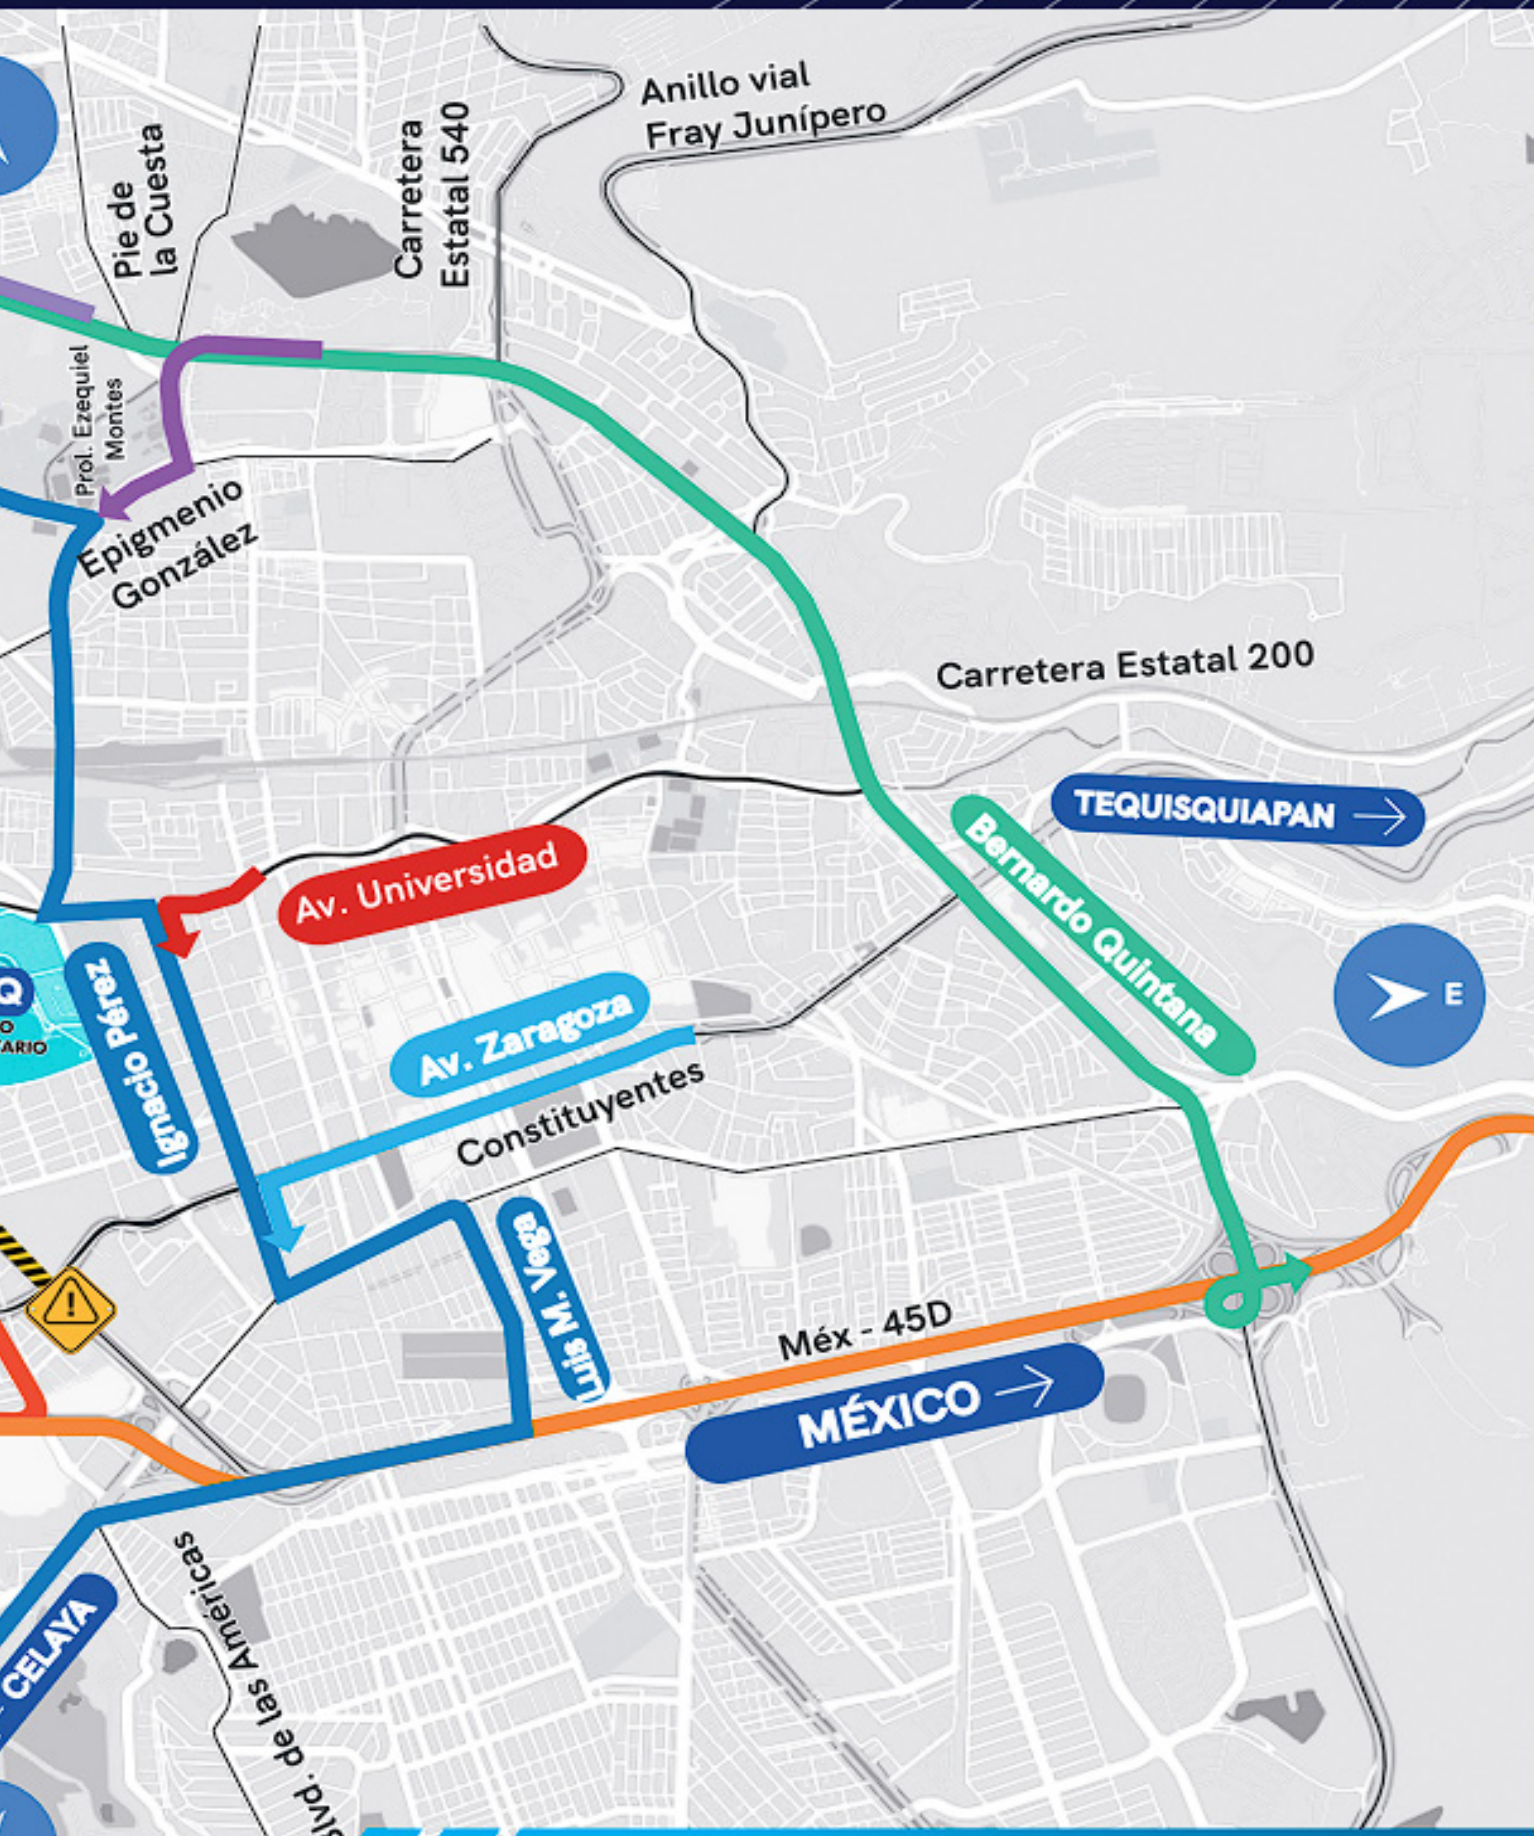 Anillo vial
Fray Junípero
Carretera
Estatal 540
Pie de
la Cuesta
Prol. Ezequiel
Montes
Epigmenio
González
Carretera Estatal 200
TEQUISQUIAPAN
Bernardo Quintana
Av. Universidad
E
Q
O
TARIO
Ignacio Pérez
Av. Zaragoza
Constituyentes
Luis M. Vega
!
Méx - 45D
MÉXICO
CELAYA
Blvd. de las Américas